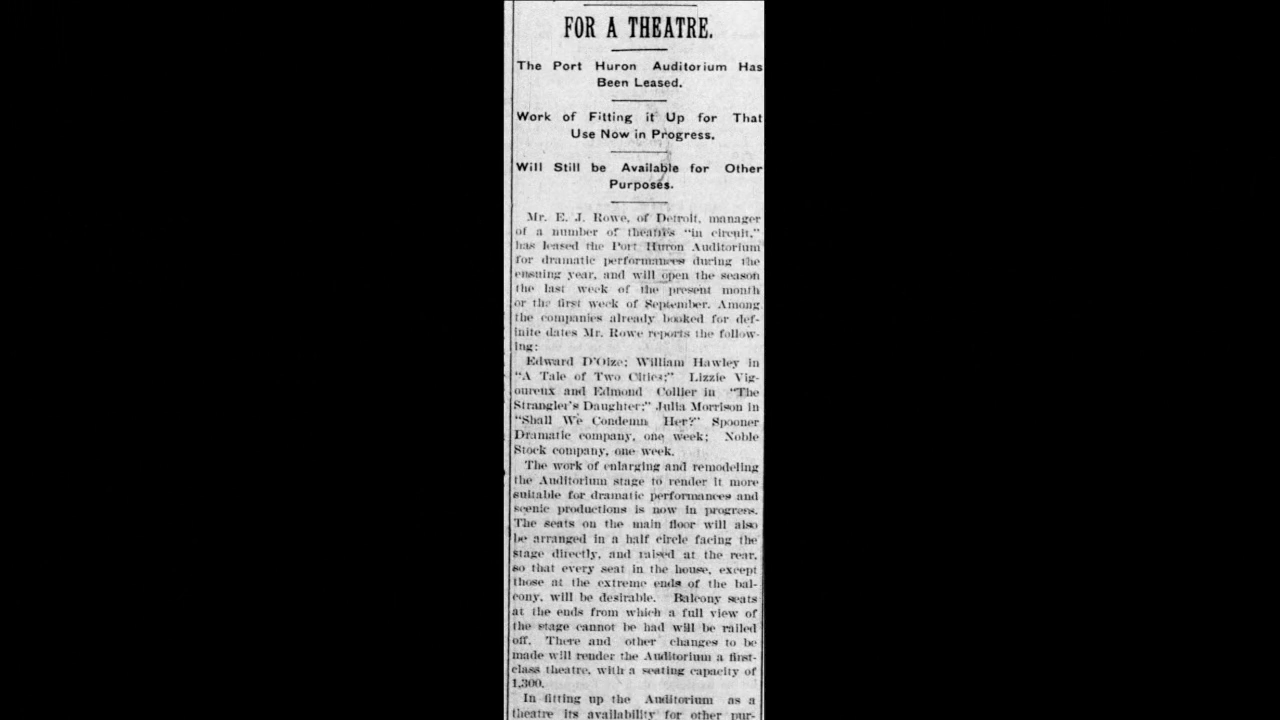 FOR A THEATRE.
The Port Huron Auditorium Has
Been Leased.
Work of Fitting it Up for That
Use Now in Progress.
Will Still be Available for Other
Purposes.
Mr. E. J. Rowe, of Detroit, manager
of a number of theatres "in circuit,"
has leased the Port Huron Auditorium
for dramatic performances during the
ensuing year, and will open the season
the last week of the present month
or the first week of September. Among
the companies already booked for def-
inite dates Mr. Rowe reports the follow-
ing:
Edward D'Oize; William Hawley in
"A Tale of Two Cities;" Lizzie Vig-
oureux and Edmond Collier in "The
Strangler's Daughter;" Julia Morrison in
"Shall We Condemn Her?" Spooner
Dramatic company, one week; Noble
Stock company, one week.
The work of enlarging and remodeling
the Auditorium stage to render it more
suitable for dramatic performances and
scenic productions is now in progress.
The seats on the main floor will also
be arranged in a half circle facing the
stage directly, and raised at the rear,
so that every seat in the house, except
those at the extreme ends of the bal-
cony, will be desirable. Balcony seats
at the ends from which a full view of
the stage cannot be had will be railed
off. There and other changes to be
made will render the Auditorium a first-
class theatre, with a seating capacity of
1,300.
In fitting up the Auditorium as a
theatre its availability for other pur-